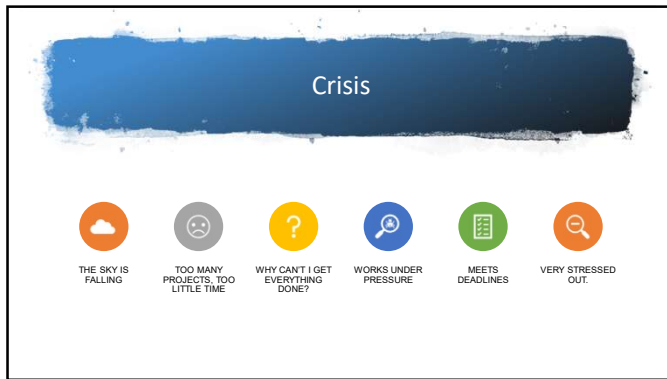 Crisis
THE SKY IS
FALLING
TOO MANY
PROJECTS, TOO
LITTLE TIME
WHY CAN'T I GET
EVERYTHING
DONE?
WORKS UNDER
PRESSURE
MEETS
DEADLINES
VERY STRESSED
OUT.